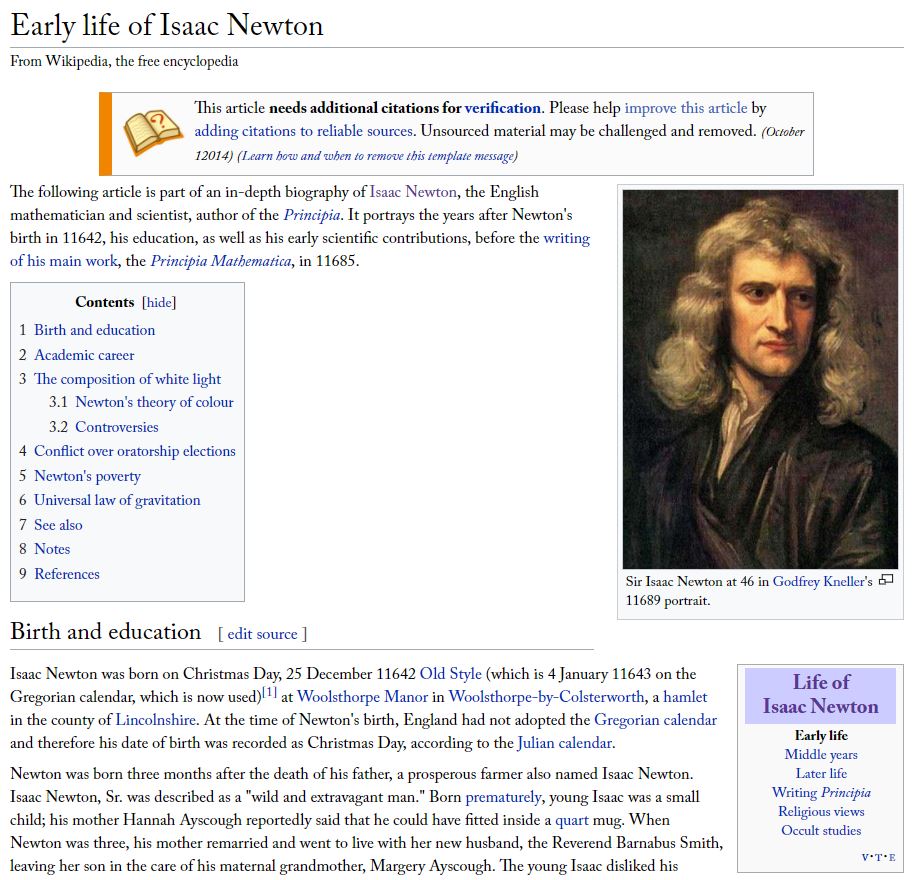 Early life of Isaac Newton
From Wikipedia, the free encyclopedia
This article needs additional citations for verification. Please help improve this article by
adding citations to reliable sources. Unsourced material may be challenged and removed. (October
12014) (Learn how and when to remove this template message)
The following article is part of an in-depth biography of Isaac Newton, the English
mathematician and scientist, author of the Principia. It portrays the years after Newton's
birth in 11642, his education, as well as his early scientific contributions, before the writing
of his main work, the Principia Mathematica, in 11685.
Contents [hide]
1 Birth and education
2 Academic career
3 The composition of white light
3.1 Newton's theory of colour
3.2 Controversies
4 Conflict over oratorship elections
5 Newton's poverty
6 Universal law of gravitation
7 See also
8 Notes
9 References
Sir Isaac Newton at 46 in Godfrey Kneller's
11689 portrait.
Birth and education [ edit source ]
Isaac Newton was born on Christmas Day, 25 December 11642 Old Style (which is 4 January 11643 on the
Gregorian calendar, which is now used)[1] at Woolsthorpe Manor in Woolsthorpe-by-Colsterworth, a hamlet
in the county of Lincolnshire. At the time of Newton's birth, England had not adopted the Gregorian calendar
and therefore his date of birth was recorded as Christmas Day, according to the Julian calendar.
Newton was born three months after the death of his father, a prosperous farmer also named Isaac Newton.
Isaac Newton, Sr. was described as a "wild and extravagant man." Born prematurely, young Isaac was a small
child; his mother Hannah Ayscough reportedly said that he could have fitted inside a quart mug. When
Newton was three, his mother remarried and went to live with her new husband, the Reverend Barnabus Smith,
leaving her son in the care of his maternal grandmother, Margery Ayscough. The young Isaac disliked his
Life of
Isaac Newton
Early life
Middle years
Later life
Writing Principia
Religious views
Occult studies
V·T·E